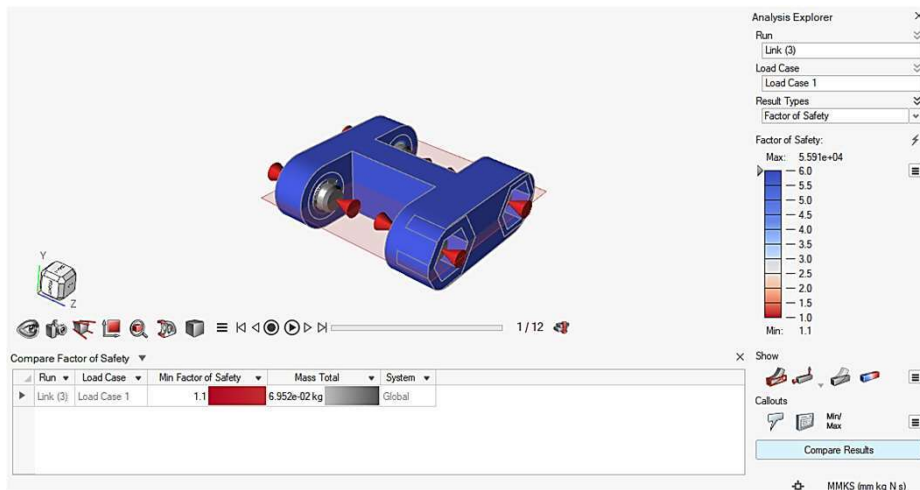 Analysis Explorer
Run
Link (3)
Load Case
Load Case 1
Result Types
Factor of Safety
Factor of Safety:
Max: 5.591e+04
6.0
5.5
5.0
4.5
4.0
3.5
3.0
2.5
2.0
1.5
1.0
Min: 1.1
Y
Z
1 / 12
Compare Factor of Safety
Run Load Case Min Factor of Safety Mass Total System
Link (3) Load Case 1 1.1 6.952e-02 kg Global
Show
Callouts
Min/
Max
Compare Results
MMKS (mm kg N s)